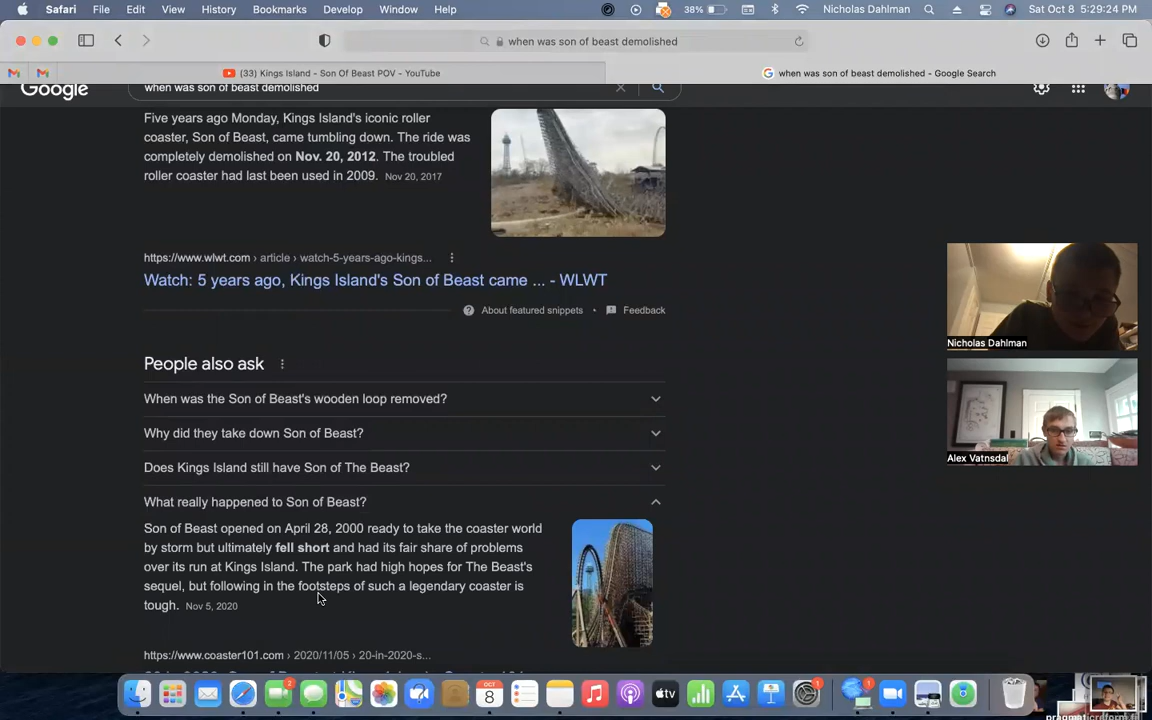 Safari File Edit View History Bookmarks Develop Window Help 38% Nicholas Dahlman Sat Oct 8 5:29:24 PM
when was son of beast demolished
(33) Kings Island - Son Of Beast POV - YouTube
when was son of beast demolished - Google Search
Google
when was son of beast demolished
Five years ago Monday, Kings Island's iconic roller
coaster, Son of Beast, came tumbling down. The ride was
completely demolished on Nov. 20, 2012. The troubled
roller coaster had last been used in 2009. Nov 20, 2017
https://www.wlwt.com › article › watch-5-years-ago-kings...
Watch: 5 years ago, Kings Island's Son of Beast came ... - WLWT
About featured snippets • Feedback
People also ask
When was the Son of Beast's wooden loop removed?
Why did they take down Son of Beast?
Does Kings Island still have Son of The Beast?
What really happened to Son of Beast?
Son of Beast opened on April 28, 2000 ready to take the coaster world
by storm but ultimately fell short and had its fair share of problems
over its run at Kings Island. The park had high hopes for The Beast's
sequel, but following in the footsteps of such a legendary coaster is
tough. Nov 5, 2020
https://www.coaster101.com › 2020/11/05 › 20-in-2020-s...
Nicholas Dahlman
Alex Vatnsdal
OCT
8
2
tv
1
1